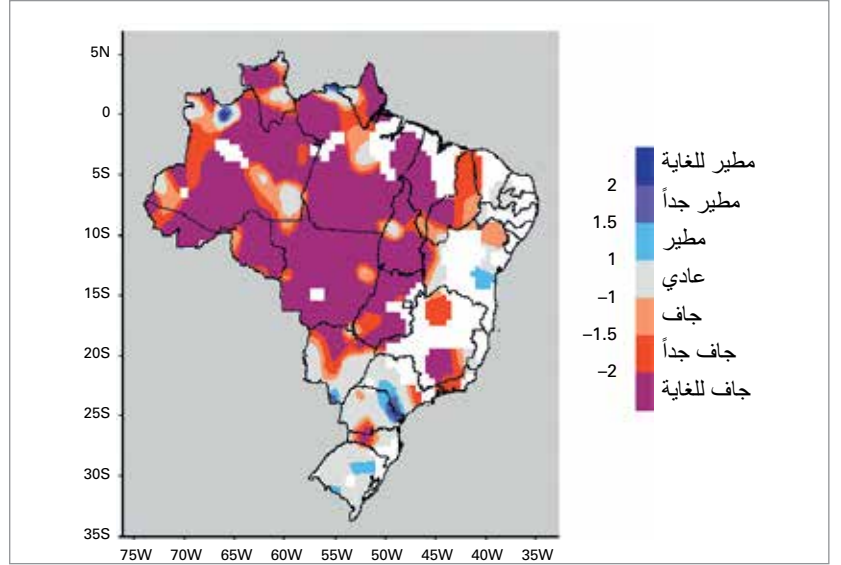 5N
0
5S
10S
15S
20S
25S
30S
35S
75W 70W 65W 60W 55W 50W 45W 40W 35W
مطير للغاية
2
مطير جداً
1.5
مطير
1
عادي
–1
جاف
–1.5
جاف جداً
–2
جاف للغاية